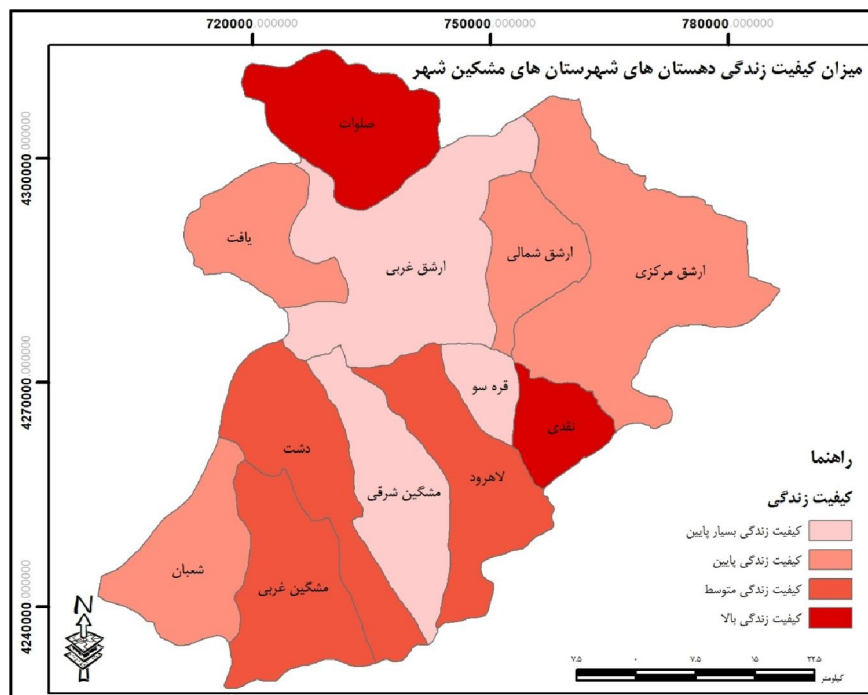 720000.000000 750000.000000 780000.000000
میزان کیفیت زندگی دهستان های شهرستان های مشکین شهر
4300000.000000
4270000.000000
4240000.000000
صلوات
یافت
ارشق غربی
ارشق شمالی
ارشق مرکزی
قره سو
نقدی
دشت
مشگین شرقی
لاهرود
شعبان
مشگین غربی
راهنما
کیفیت زندگی
کیفیت زندگی بسیار پایین
کیفیت زندگی پایین
کیفیت زندگی متوسط
کیفیت زندگی بالا
N
۷.۵ ۰ ۷.۵ ۱۵ ۲۲.۵
کیلومتر